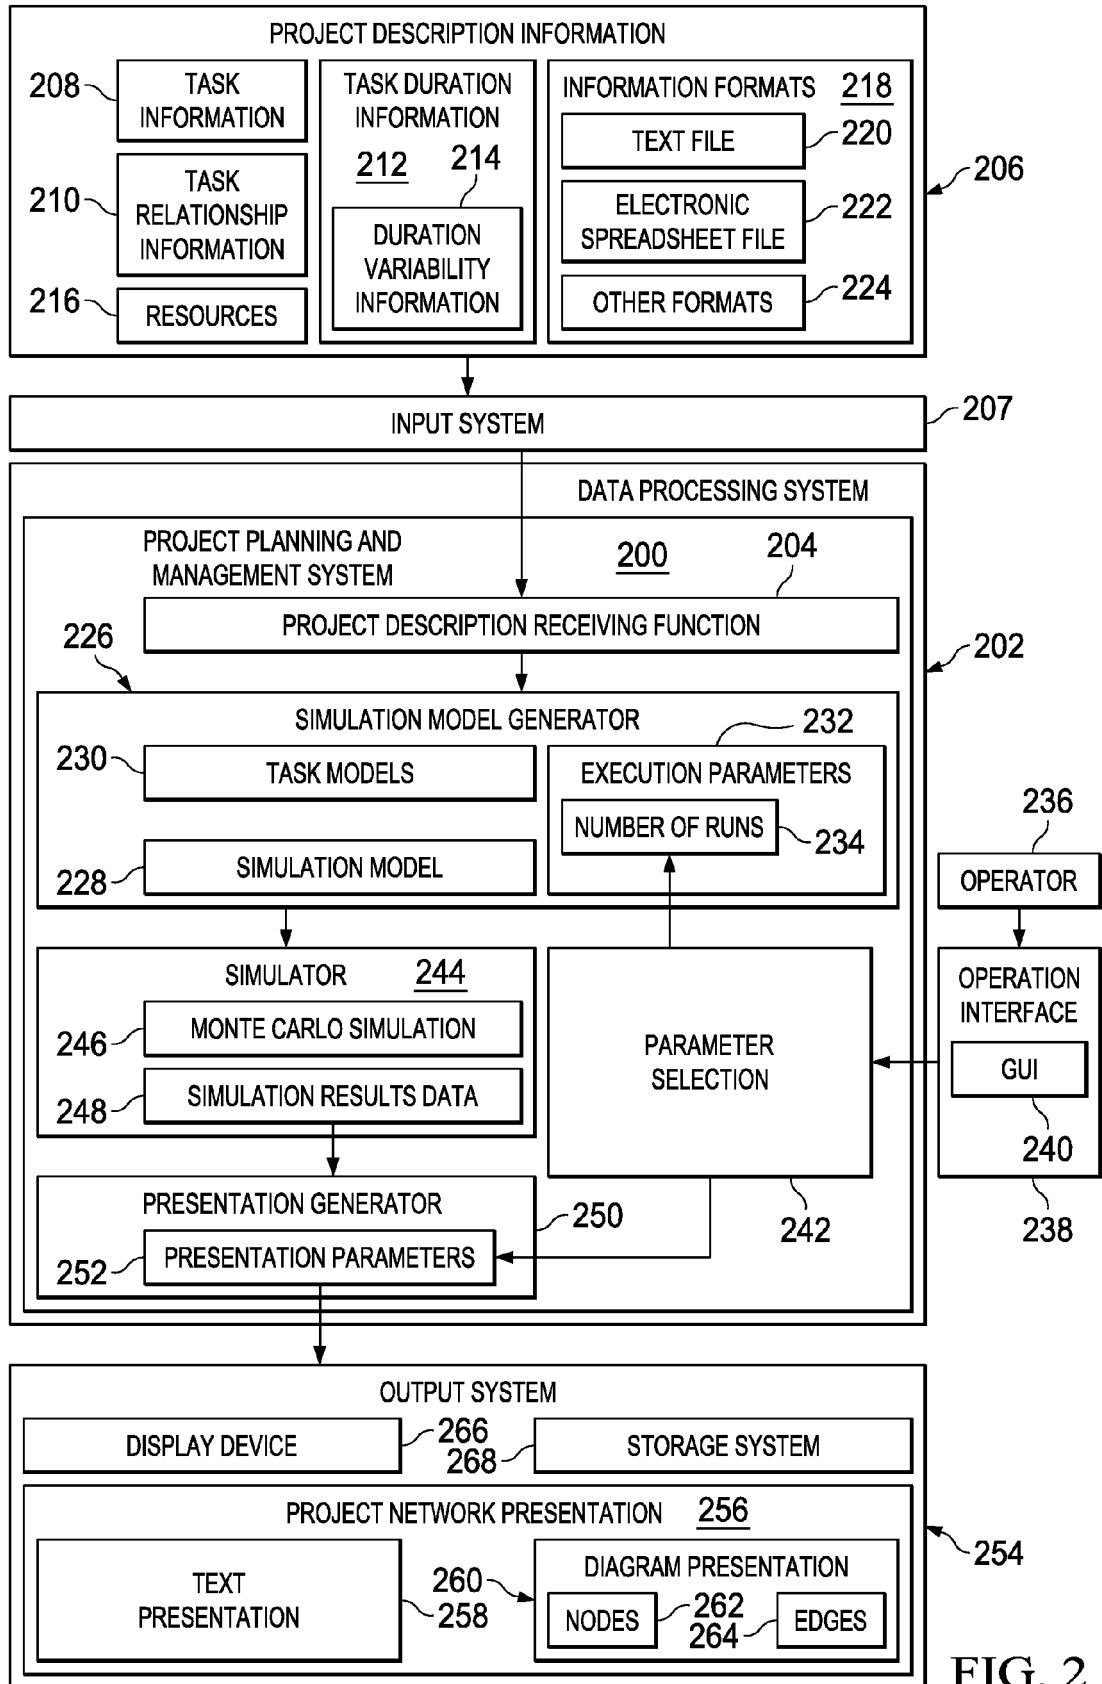 PROJECT DESCRIPTION INFORMATION
208
TASK
INFORMATION
210
TASK
RELATIONSHIP
INFORMATION
216
RESOURCES
TASK DURATION
INFORMATION
212
214
DURATION
VARIABILITY
INFORMATION
INFORMATION FORMATS
218
TEXT FILE
220
ELECTRONIC
SPREADSHEET FILE
222
OTHER FORMATS
224
206
INPUT SYSTEM
207
DATA PROCESSING SYSTEM
PROJECT PLANNING AND
MANAGEMENT SYSTEM
200
204
PROJECT DESCRIPTION RECEIVING FUNCTION
202
226
SIMULATION MODEL GENERATOR
230
TASK MODELS
228
SIMULATION MODEL
232
EXECUTION PARAMETERS
NUMBER OF RUNS
234
236
OPERATOR
SIMULATOR
244
246
MONTE CARLO SIMULATION
248
SIMULATION RESULTS DATA
PARAMETER
SELECTION
242
OPERATION
INTERFACE
GUI
240
238
PRESENTATION GENERATOR
250
252
PRESENTATION PARAMETERS
OUTPUT SYSTEM
DISPLAY DEVICE
266
268
STORAGE SYSTEM
PROJECT NETWORK PRESENTATION
256
254
TEXT
PRESENTATION
258
260
DIAGRAM PRESENTATION
NODES
262
264
EDGES
FIG. 2